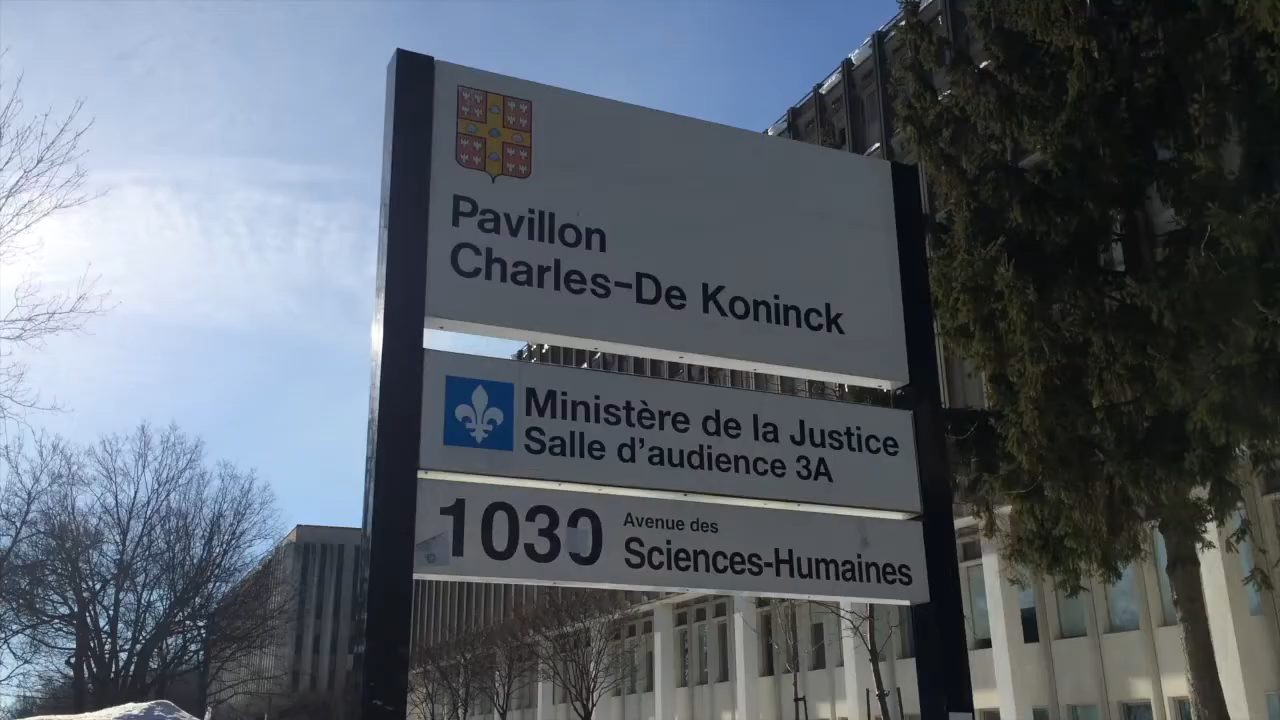 Pavillon
Charles-De Koninck
Ministère de la Justice
Salle d'audience 3A
1030 Avenue des
Sciences-Humaines